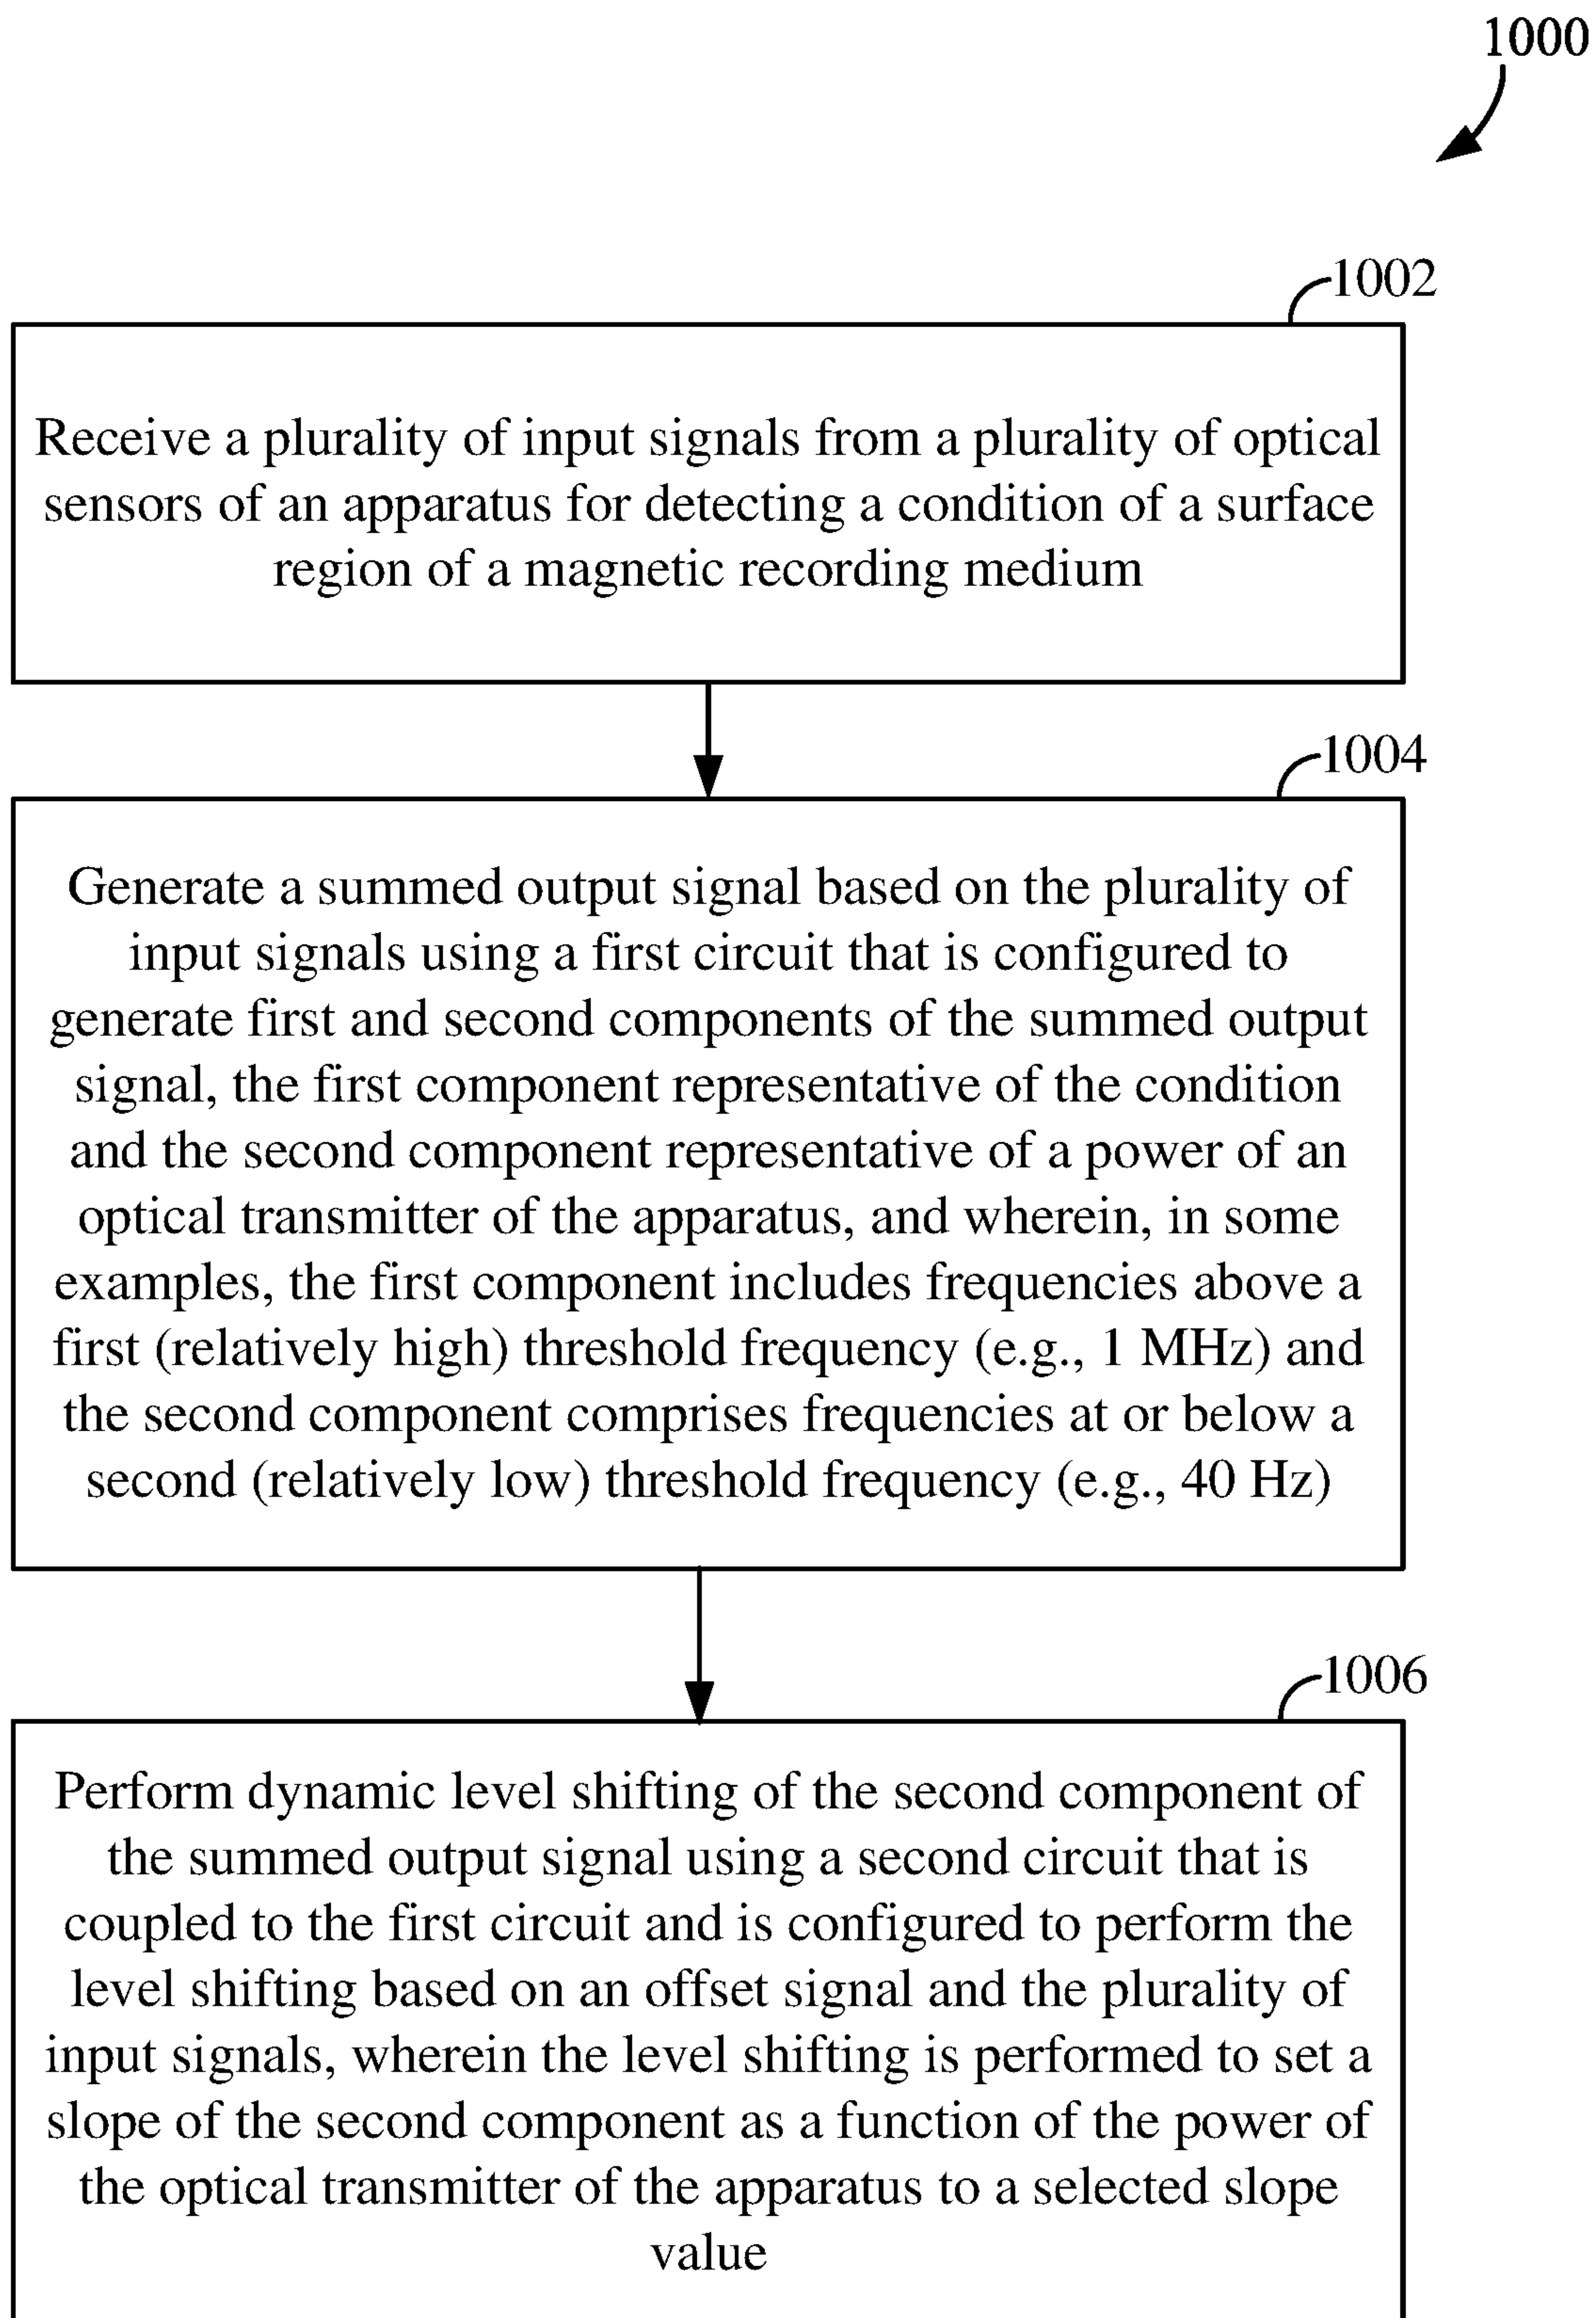 1000
1002
Receive a plurality of input signals from a plurality of optical
sensors of an apparatus for detecting a condition of a surface
region of a magnetic recording medium
1004
Generate a summed output signal based on the plurality of
input signals using a first circuit that is configured to
generate first and second components of the summed output
signal, the first component representative of the condition
and the second component representative of a power of an
optical transmitter of the apparatus, and wherein, in some
examples, the first component includes frequencies above a
first (relatively high) threshold frequency (e.g., 1 MHz) and
the second component comprises frequencies at or below a
second (relatively low) threshold frequency (e.g., 40 Hz)
1006
Perform dynamic level shifting of the second component of
the summed output signal using a second circuit that is
coupled to the first circuit and is configured to perform the
level shifting based on an offset signal and the plurality of
input signals, wherein the level shifting is performed to set a
slope of the second component as a function of the power of
the optical transmitter of the apparatus to a selected slope
value